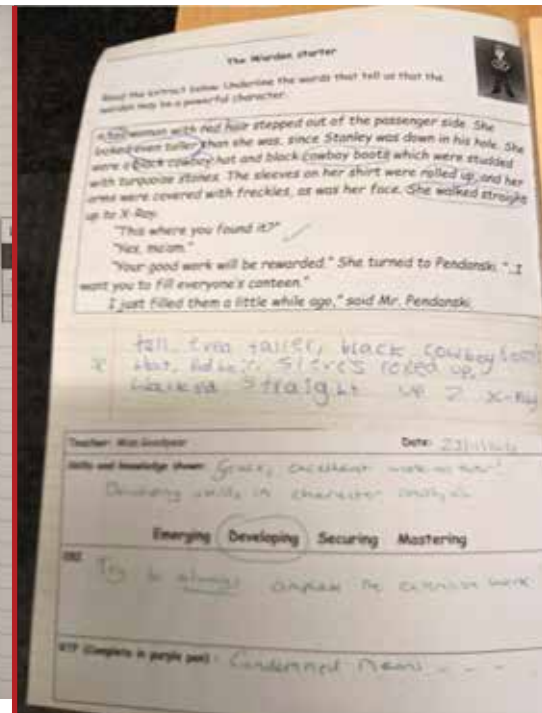 The Warden starter
Read the extract below. Underline the words that tell us that the
warden may be a powerful character.
A tall woman with red hair stepped out of the passenger side. She
looked even taller than she was, since Stanley was down in his hole. She
wore a black cowboy hat and black cowboy boots which were studded
with turquoise stones. The sleeves on her shirt were rolled up, and her
arms were covered with freckles, as was her face. She walked straight
up to X-Ray.
"This where you found it?"
"Yes, ma'am."
"Your good work will be rewarded." She turned to Pendanski. "..I
want you to fill everyone's canteen."
I just filled them a little while ago," said Mr. Pendanski.
tall, even taller, black cowboy
hat, up,
straight up 2 X-Ray
Teacher: Miss Goodyear Date:
Skills and knowledge shown: excellent work
Developing skills in character analysis
Emerging Developing Securing Mastering
Try to always complete the extension work
(Complete in purple pen) - Condemned means - - -